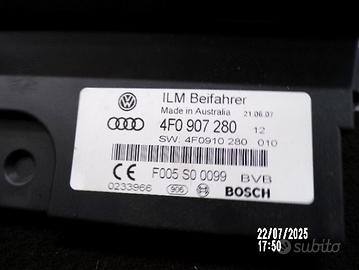 ILM Beifahrer
Made in Australia 21.06.07
4F0 907 280 12
SW: 4F0910 280 010
CE F005 S0 0099 BVB
0233966 906 BOSCH
22/07/2025
17:50
subito